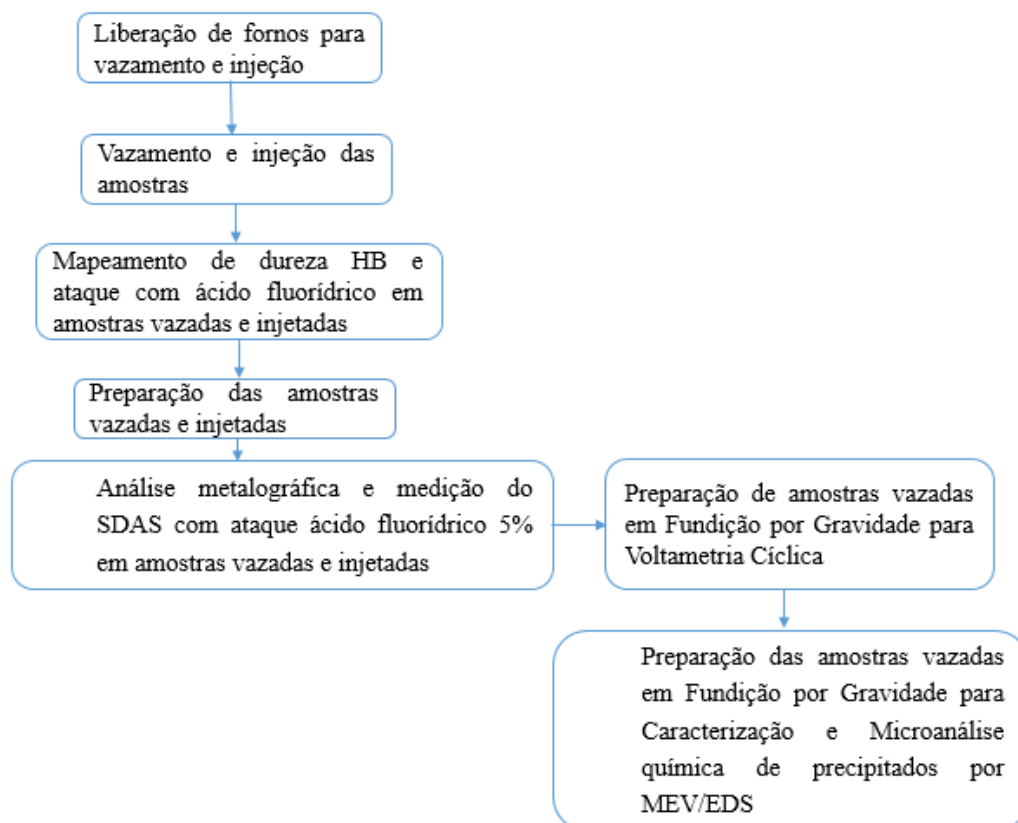 Liberação de fornos para
vazamento e injeção
Vazamento e injeção das
amostras
Mapeamento de dureza HB e
ataque com ácido fluorídrico em
amostras vazadas e injetadas
Preparação das amostras
vazadas e injetadas
Análise metalográfica e medição do
SDAS com ataque ácido fluorídrico 5%
em amostras vazadas e injetadas
Preparação de amostras vazadas
em Fundição por Gravidade para
Voltametria Cíclica
Preparação das amostras vazadas
em Fundição por Gravidade para
Caracterização e Microanálise
química de precipitados por
MEV/EDS